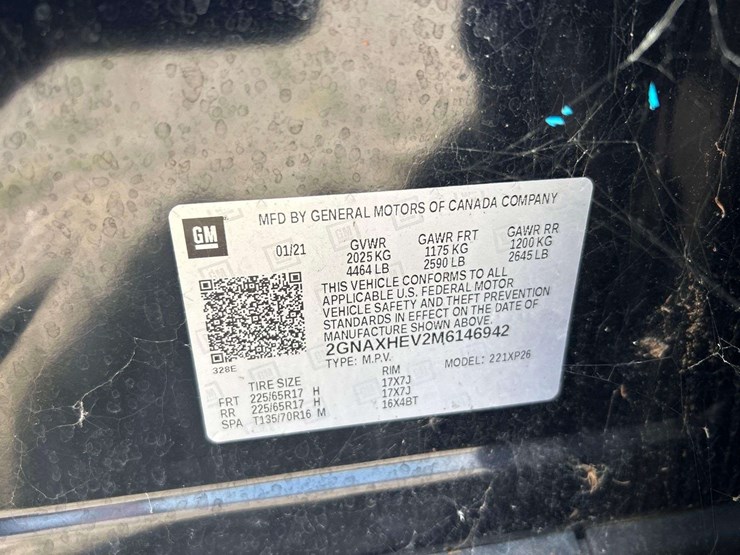 GM
MFD BY GENERAL MOTORS OF CANADA COMPANY
01/21 GVWR GAWR FRT GAWR RR
2025 KG 1175 KG 1200 KG
4464 LB 2590 LB 2645 LB
THIS VEHICLE CONFORMS TO ALL
APPLICABLE U.S. FEDERAL MOTOR
VEHICLE SAFETY AND THEFT PREVENTION
STANDARDS IN EFFECT ON THE DATE OF
MANUFACTURE SHOWN ABOVE.
2GNAXHEV2M6146942
328E
TYPE: M.P.V. MODEL: 221XP26
TIRE SIZE RIM
FRT 225/65R17 H 17X7J
RR 225/65R17 H 17X7J
SPA T135/70R16 M 16X4BT